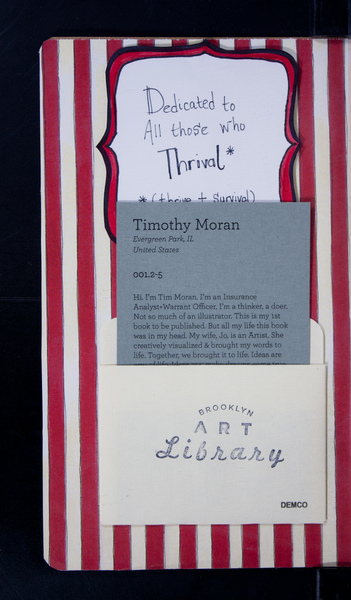 Dedicated to
All those who
Thrival*
*(thrive + survival)
Timothy Moran
Evergreen Park, IL
United States
001.2-5
Hi. I'm Tim Moran. I'm an Insurance
Analyst•Warrant Officer, I'm a thinker, a doer.
Not so much of an illustrator. This is my 1st
book to be published. But all my life this book
was in my head. My wife, Jo, is an Artist. She
creatively visualized & brought my words to
life. Together, we brought it to life. Ideas are
BROOKLYN
ART
Library
DEMCO